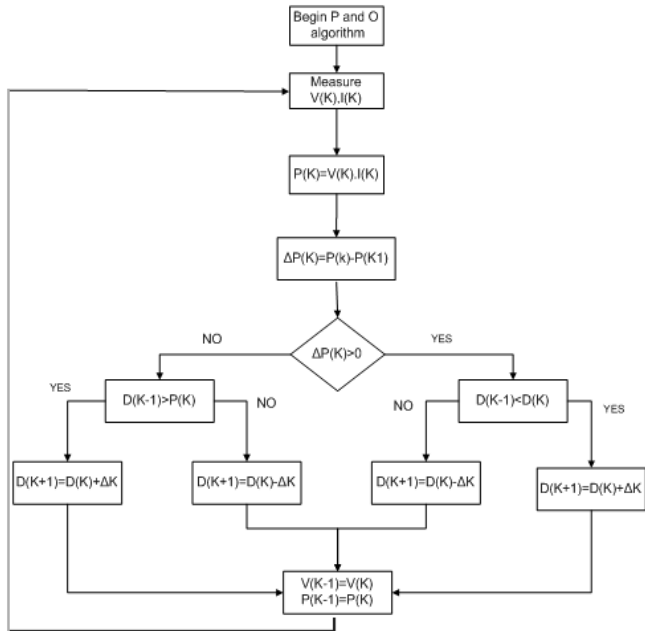 Begin P and O
algorithm
Measure
V(K).I(K)
P(K)=V(K).I(K)
ΔP(K)=P(k)-P(K1)
ΔP(K)>0
NO
YES
D(K-1)>P(K)
D(K-1)<D(K)
YES
NO
NO
YES
D(K+1)=D(K)+ΔK
D(K+1)=D(K)-ΔK
D(K+1)=D(K)-ΔK
D(K+1)=D(K)+ΔK
V(K-1)=V(K)
P(K-1)=P(K)